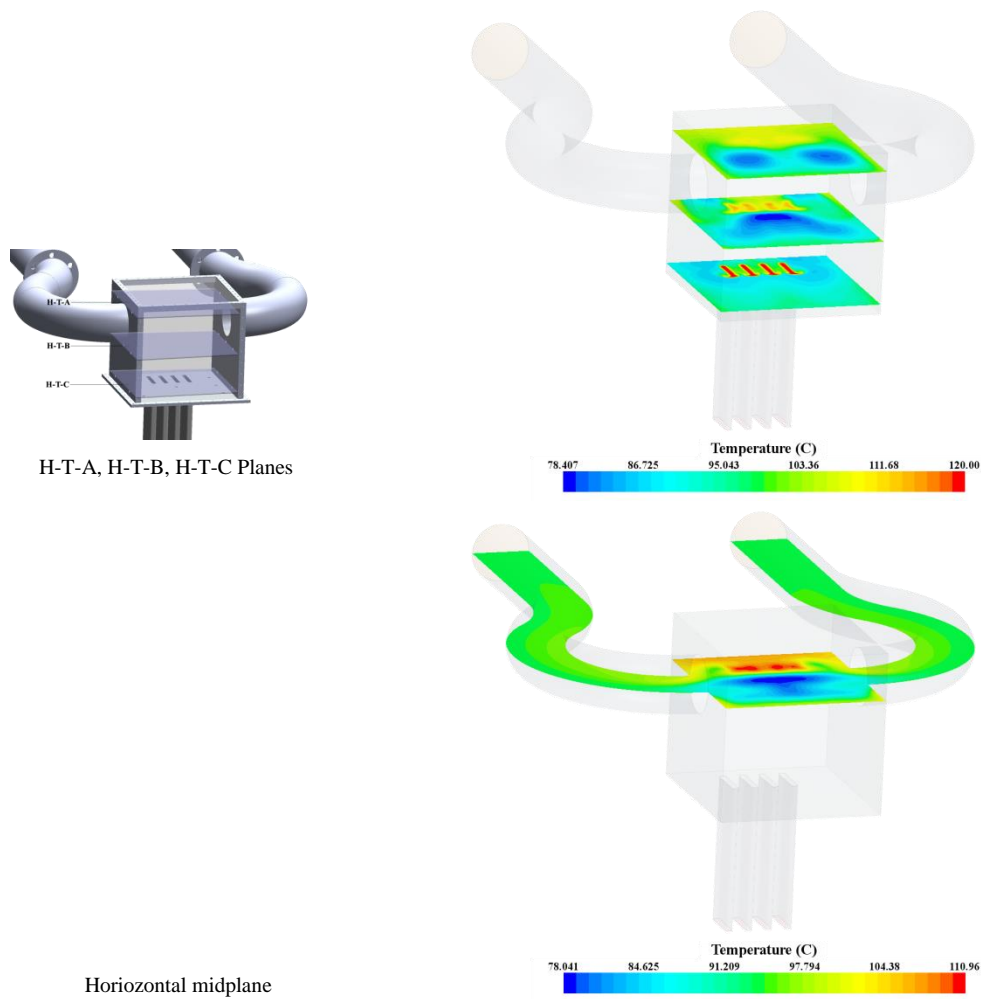 H-T-A
H-T-B
H-T-C
H-T-A, H-T-B, H-T-C Planes
Temperature (C)
78.407 86.725 95.043 103.36 111.68 120.00
Temperature (C)
78.041 84.625 91.209 97.794 104.38 110.96
Horiozontal midplane